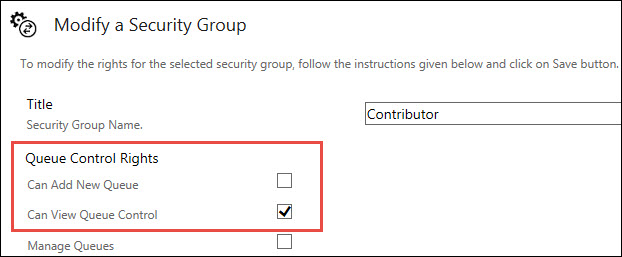 Modify a Security Group
To modify the rights for the selected security group, follow the instructions given below and click on Save button.
Title
Security Group Name.
Contributor
Queue Control Rights
Can Add New Queue
Can View Queue Control
Manage Queues